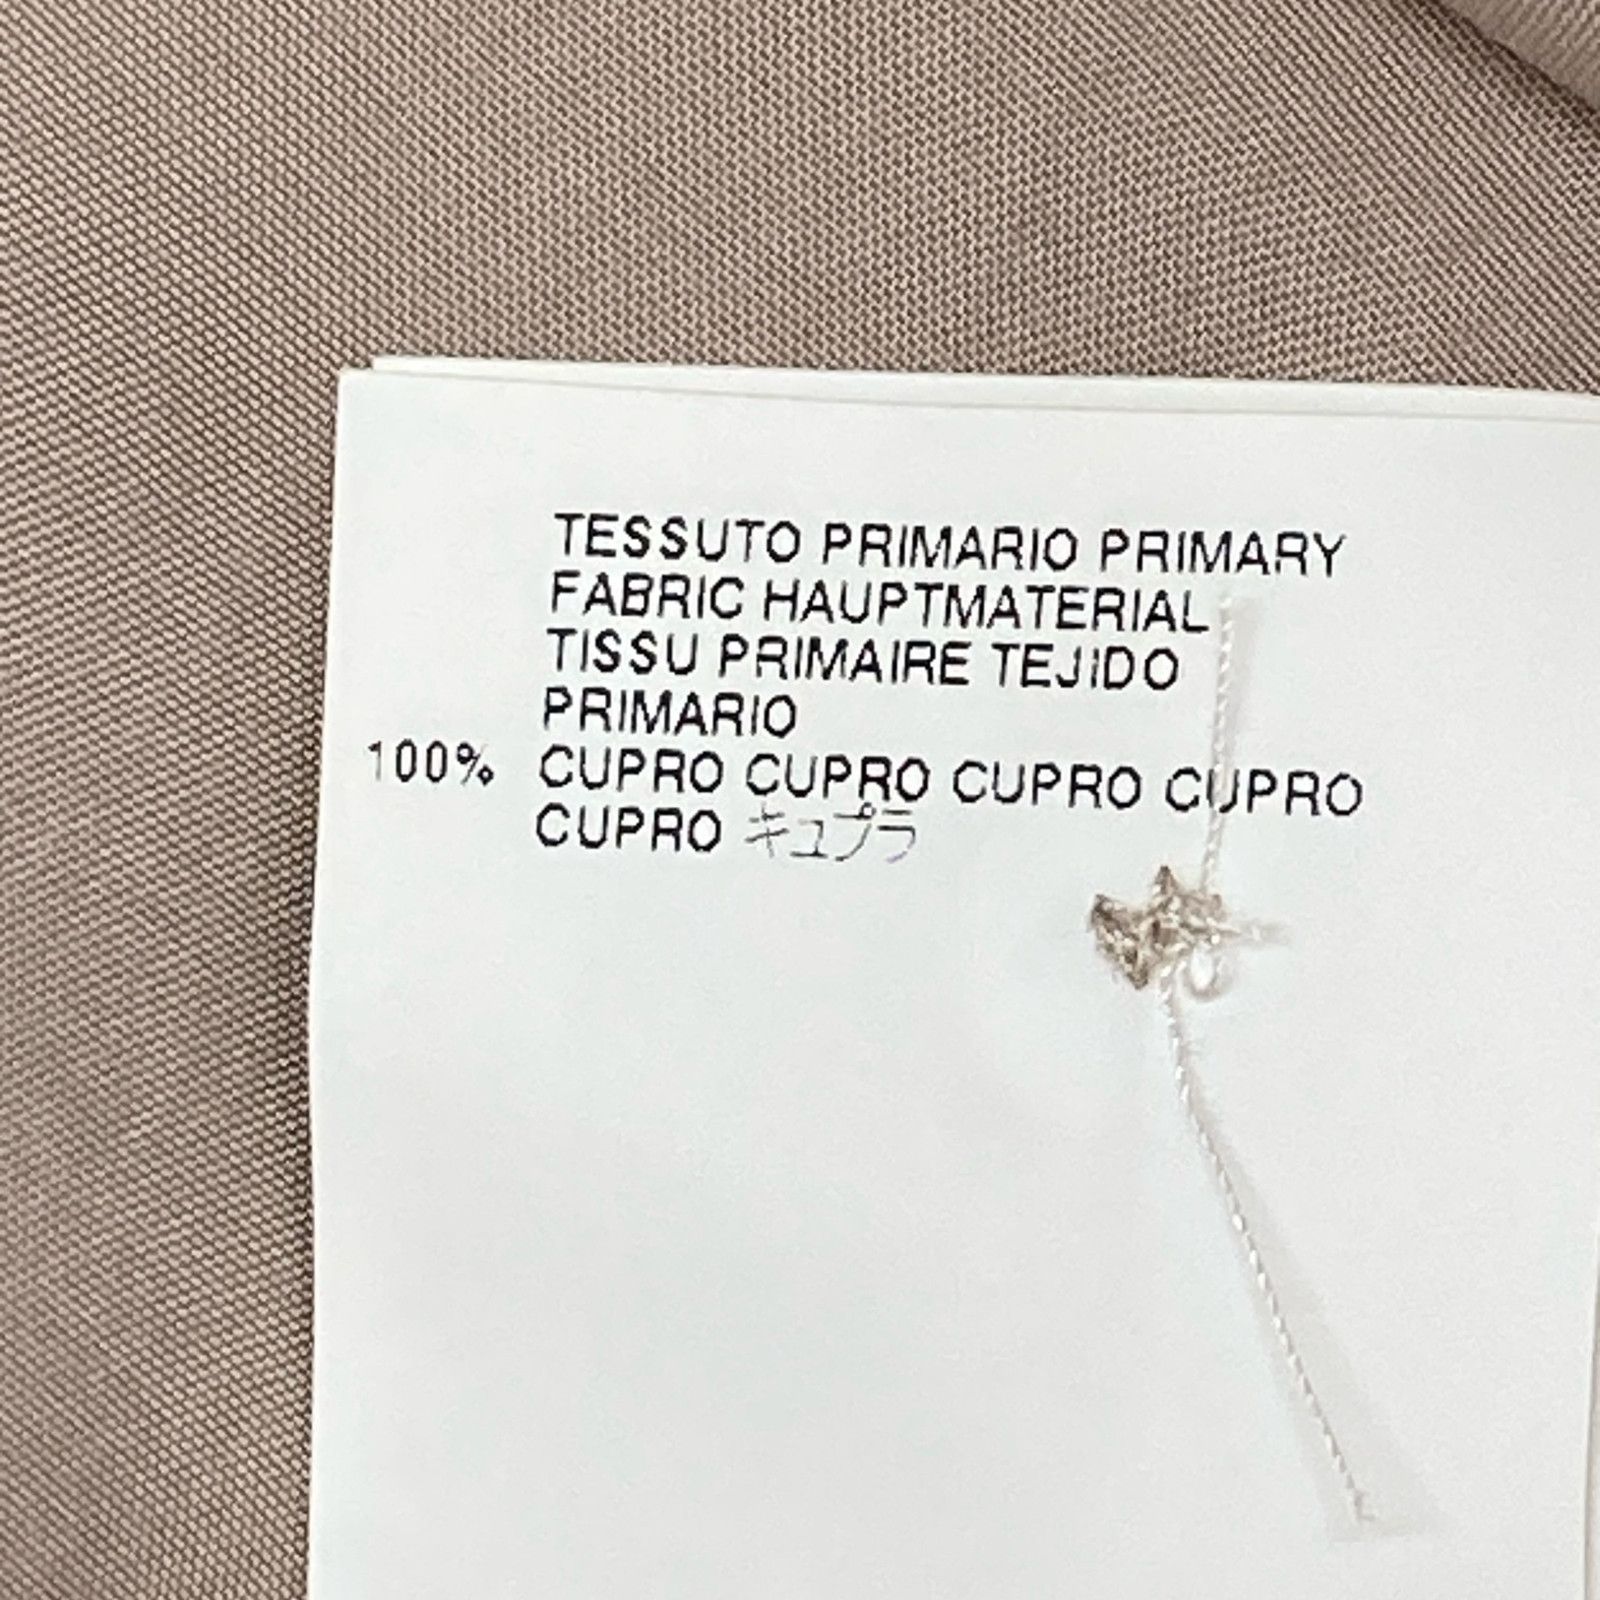 TESSUTO PRIMARIO PRIMARY
FABRIC HAUPTMATERIAL
TISSU PRIMAIRE TEJIDO
PRIMARIO
100% CUPRO CUPRO CUPRO CUPRO
CUPRO キュプラ